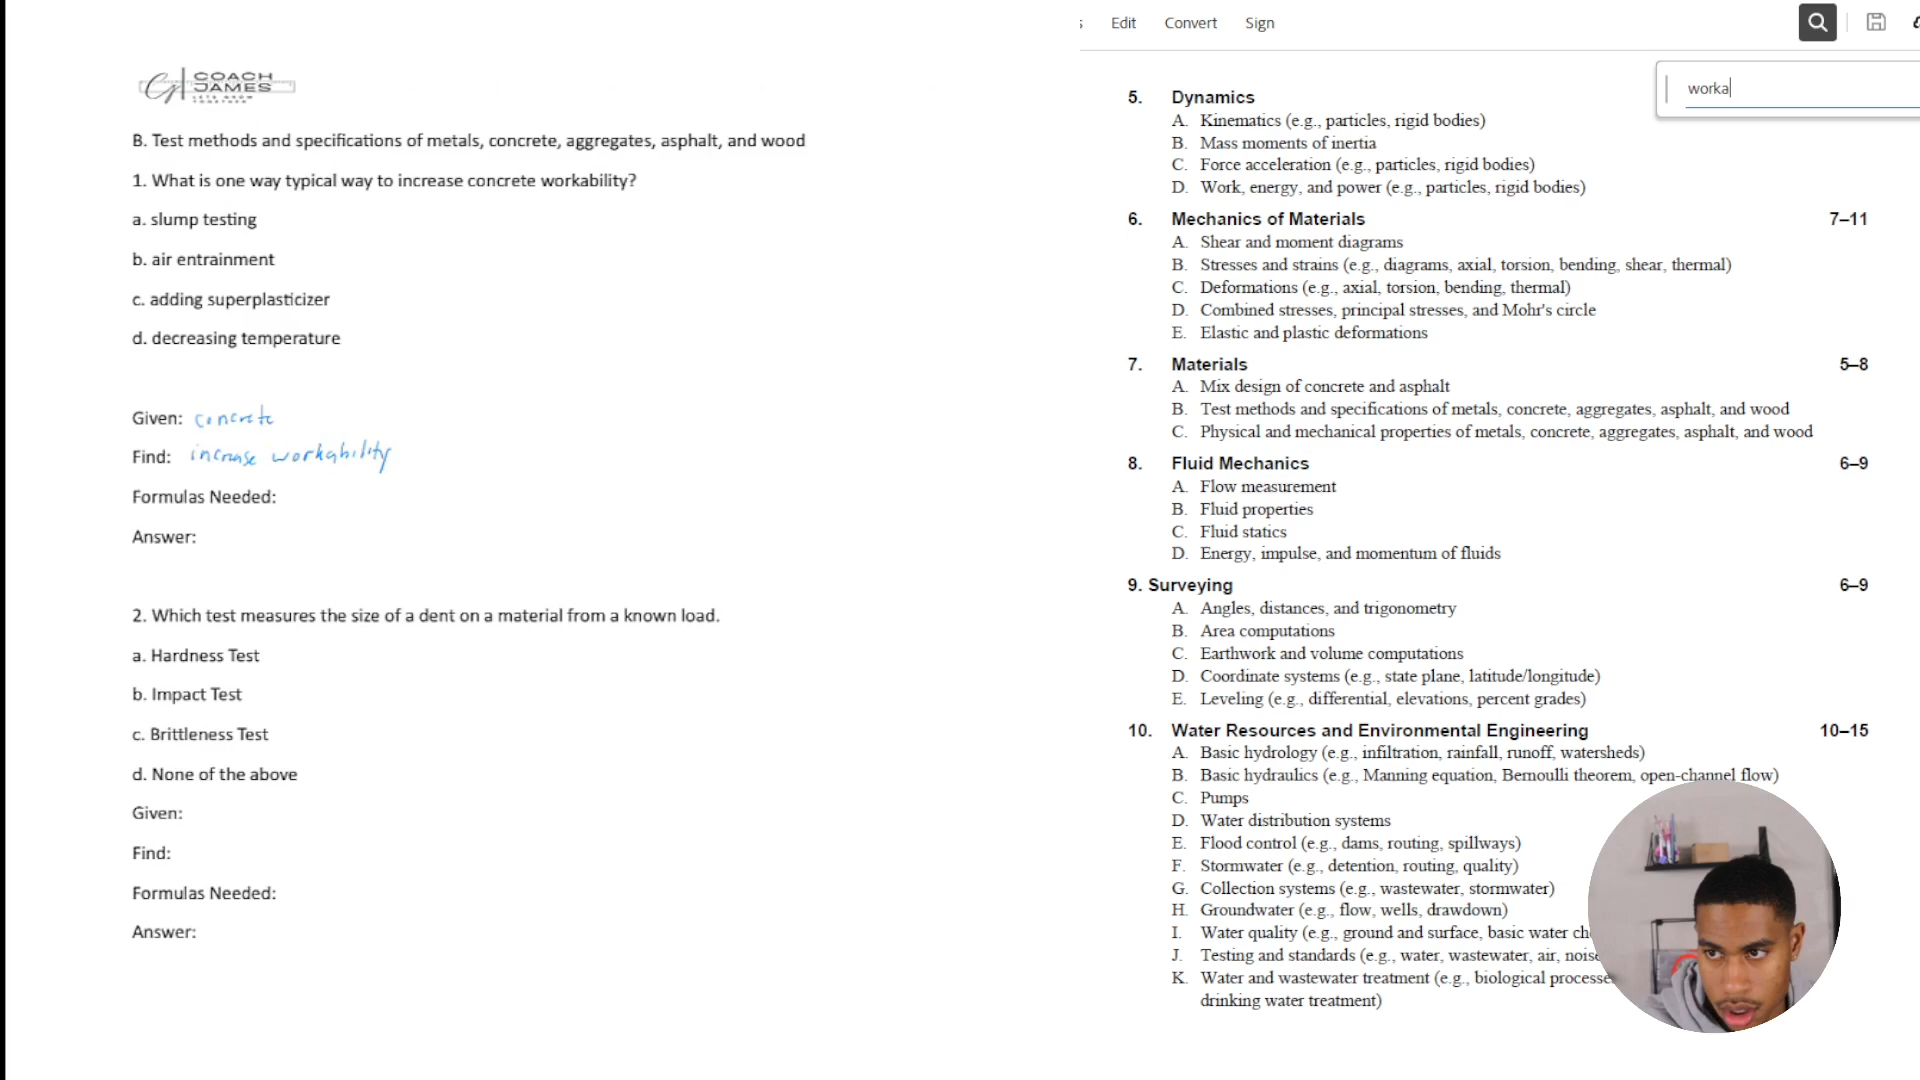 COACH
JAMES
B. Test methods and specifications of metals, concrete, aggregates, asphalt, and wood
1. What is one way typical way to increase concrete workability?
a. slump testing
b. air entrainment
c. adding superplasticizer
d. decreasing temperature
Given: concrete
Find: increase workability
Formulas Needed:
Answer:
2. Which test measures the size of a dent on a material from a known load.
a. Hardness Test
b. Impact Test
c. Brittleness Test
d. None of the above
Given:
Find:
Formulas Needed:
Answer:
Edit Convert Sign
worka
5. Dynamics
A. Kinematics (e.g., particles, rigid bodies)
B. Mass moments of inertia
C. Force acceleration (e.g., particles, rigid bodies)
D. Work, energy, and power (e.g., particles, rigid bodies)
6. Mechanics of Materials 7–11
A. Shear and moment diagrams
B. Stresses and strains (e.g., diagrams, axial, torsion, bending, shear, thermal)
C. Deformations (e.g., axial, torsion, bending, thermal)
D. Combined stresses, principal stresses, and Mohr's circle
E. Elastic and plastic deformations
7. Materials 5–8
A. Mix design of concrete and asphalt
B. Test methods and specifications of metals, concrete, aggregates, asphalt, and wood
C. Physical and mechanical properties of metals, concrete, aggregates, asphalt, and wood
8. Fluid Mechanics 6–9
A. Flow measurement
B. Fluid properties
C. Fluid statics
D. Energy, impulse, and momentum of fluids
9. Surveying 6–9
A. Angles, distances, and trigonometry
B. Area computations
C. Earthwork and volume computations
D. Coordinate systems (e.g., state plane, latitude/longitude)
E. Leveling (e.g., differential, elevations, percent grades)
10. Water Resources and Environmental Engineering 10–15
A. Basic hydrology (e.g., infiltration, rainfall, runoff, watersheds)
B. Basic hydraulics (e.g., Manning equation, Bernoulli theorem, open-channel flow)
C. Pumps
D. Water distribution systems
E. Flood control (e.g., dams, routing, spillways)
F. Stormwater (e.g., detention, routing, quality)
G. Collection systems (e.g., wastewater, stormwater)
H. Groundwater (e.g., flow, wells, drawdown)
I. Water quality (e.g., ground and surface, basic water ch
J. Testing and standards (e.g., water, wastewater, air, nois
K. Water and wastewater treatment (e.g., biological processe
drinking water treatment)